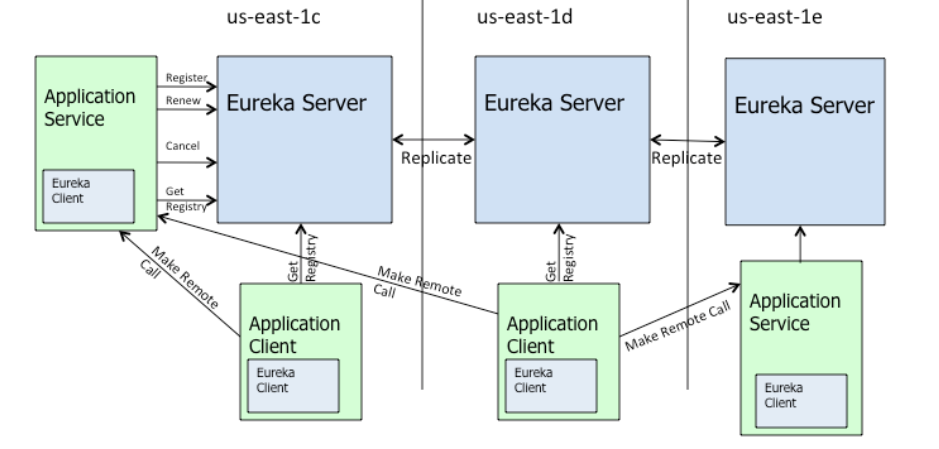 us-east-1c
us-east-1d
us-east-1e
Application
Service
Eureka
Client
Register
Renew
Cancel
Get
Registry
Eureka Server
Replicate
Eureka Server
Replicate
Eureka Server
Make Remote
Call
Get
Registry
Make Remote
Call
Get
Registry
Make Remote Call
Application
Client
Eureka
Client
Application
Client
Eureka
Client
Application
Service
Eureka
Client